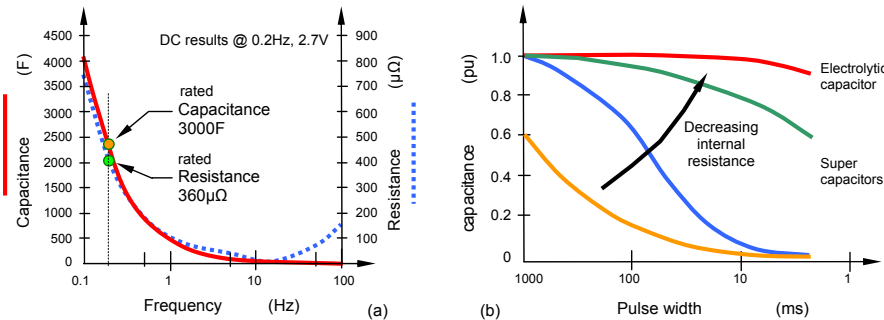 DC results @ 0.2Hz, 2.7V
(F)
Capacitance
4500
4000
3500
3000
2500
2000
1500
1000
500
0
rated
Capacitance
3000F
rated
Resistance
360µΩ
900
800
700
600
500
400
300
200
100
0
(µΩ)
Resistance
0.1
1
10
100
Frequency
(Hz)
(a)
(pu)
capacitance
1.0
0.8
0.6
0.4
0.2
0
Electrolytic
capacitor
Decreasing
internal
resistance
Super
capacitors
1000
100
10
1
(b)
Pulse width
(ms)